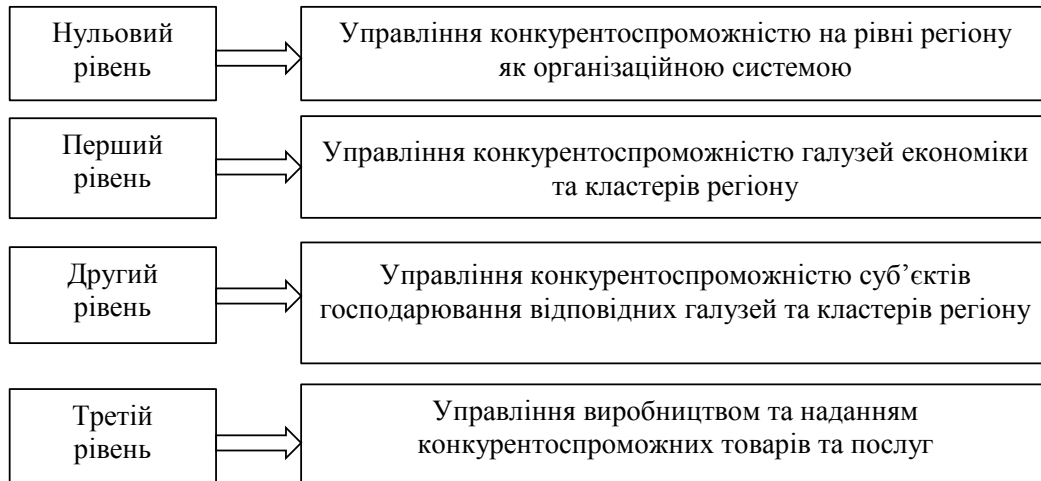 Нульовий
рівень
Управління конкурентоспроможністю на рівні регіону
як організаційною системою
Перший
рівень
Управління конкурентоспроможністю галузей економіки
та кластерів регіону
Другий
рівень
Управління конкурентоспроможністю суб’єктів
господарювання відповідних галузей та кластерів регіону
Третій
рівень
Управління виробництвом та наданням
конкурентоспроможних товарів та послуг